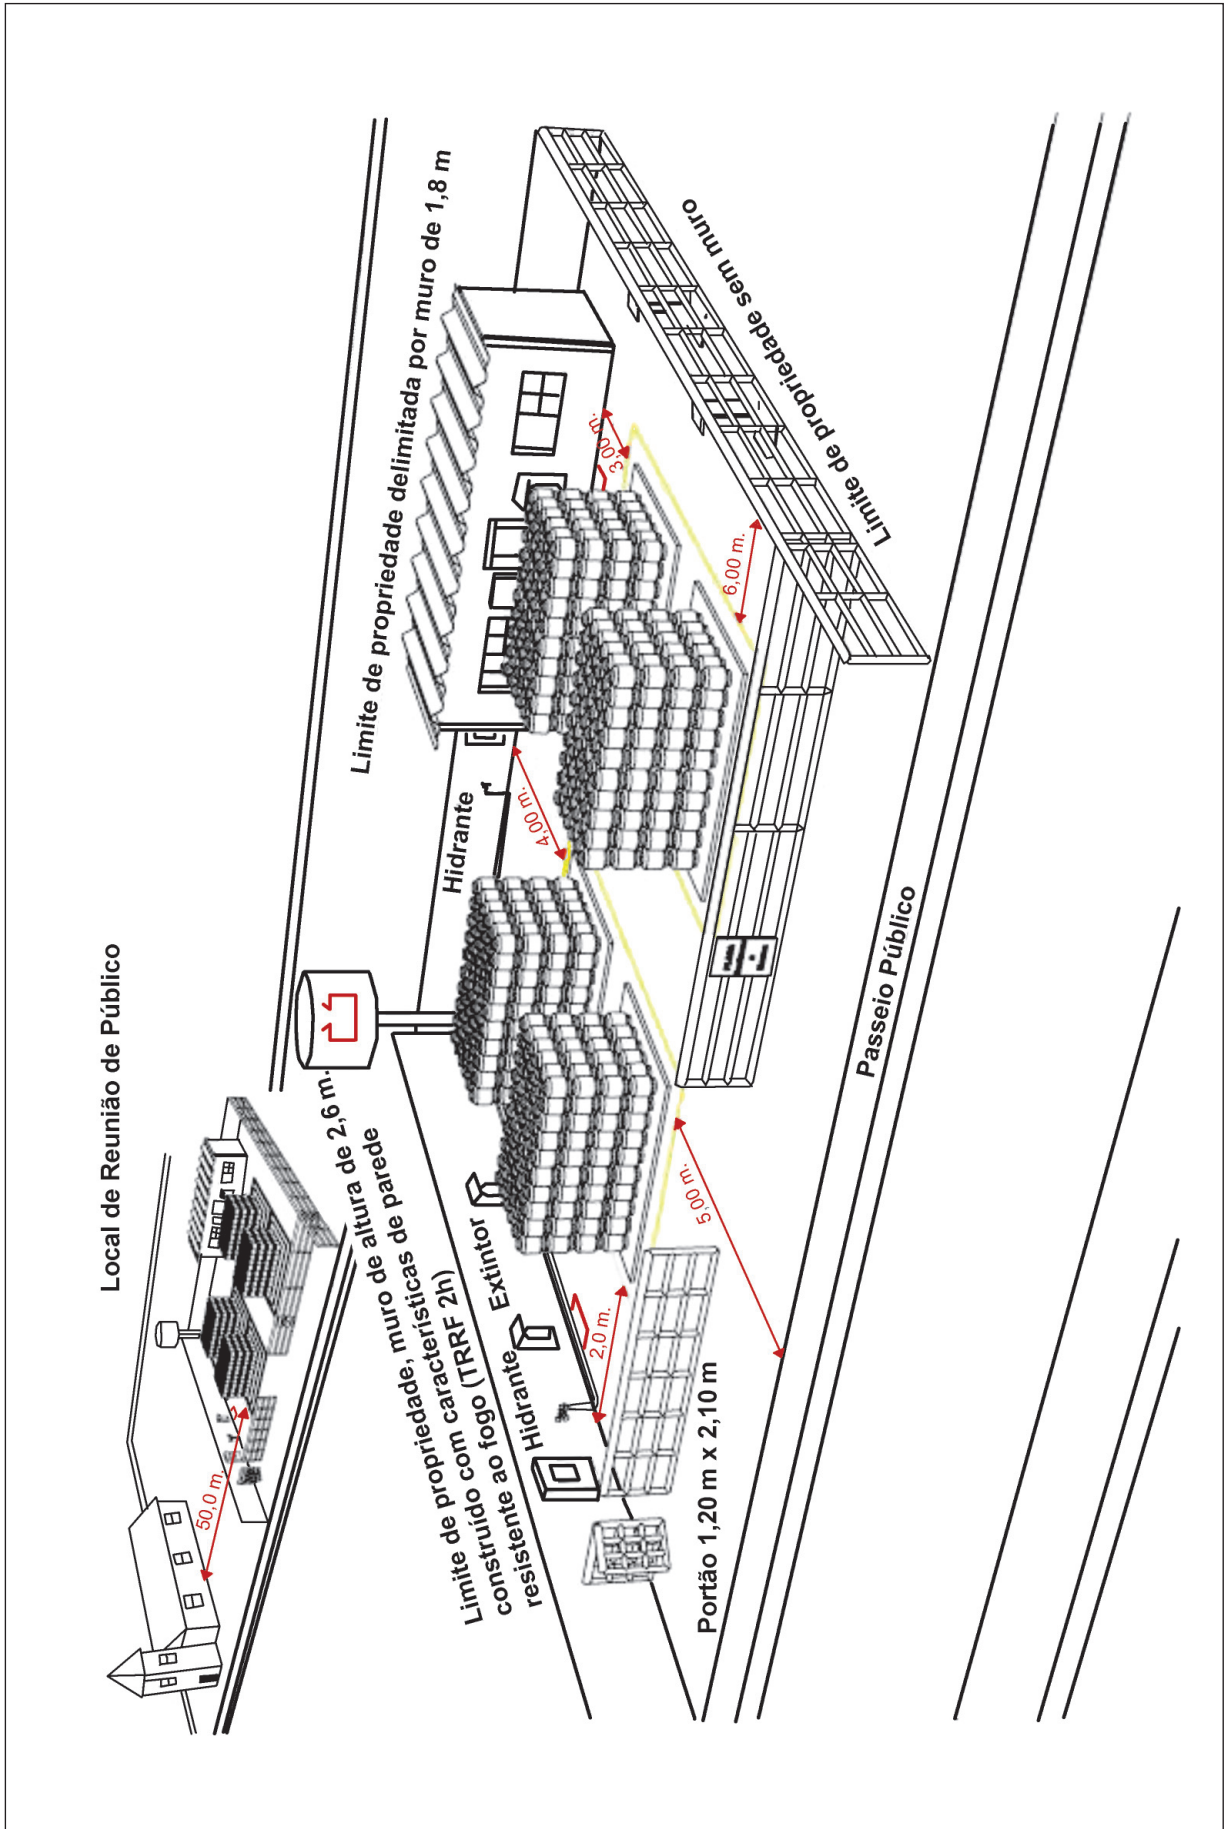 Local de Reunião de Público
50,0 m.
Limite de propriedade delimitada por muro de 1,8 m
Hidrante
Limite de propriedade, muro de altura de 2,6 m.
construído com características de parede
resistente ao fogo (TRRF 2h)
Hidrante
Extintor
4,00 m.
3,00 m.
2,0 m.
6,00 m.
5,00 m.
Limite de propriedade sem muro
Portão 1,20 m x 2,10 m
Passeio Público